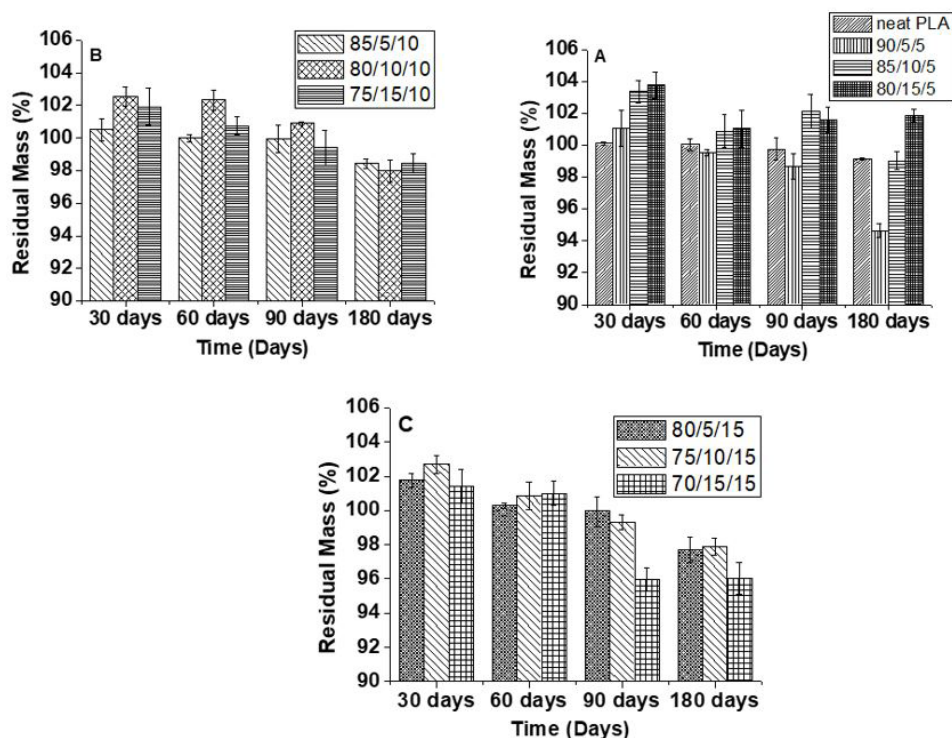 B
85/5/10
80/10/10
75/15/10
Residual Mass (%)
106
104
102
100
98
96
94
92
90
30 days 60 days 90 days 180 days
Time (Days)
A
neat PLA
90/5/5
85/10/5
80/15/5
Residual Mass (%)
106
104
102
100
98
96
94
92
90
30 days 60 days 90 days 180 days
Time (Days)
C
80/5/15
75/10/15
70/15/15
Residual Mass (%)
106
104
102
100
98
96
94
92
90
30 days 60 days 90 days 180 days
Time (Days)